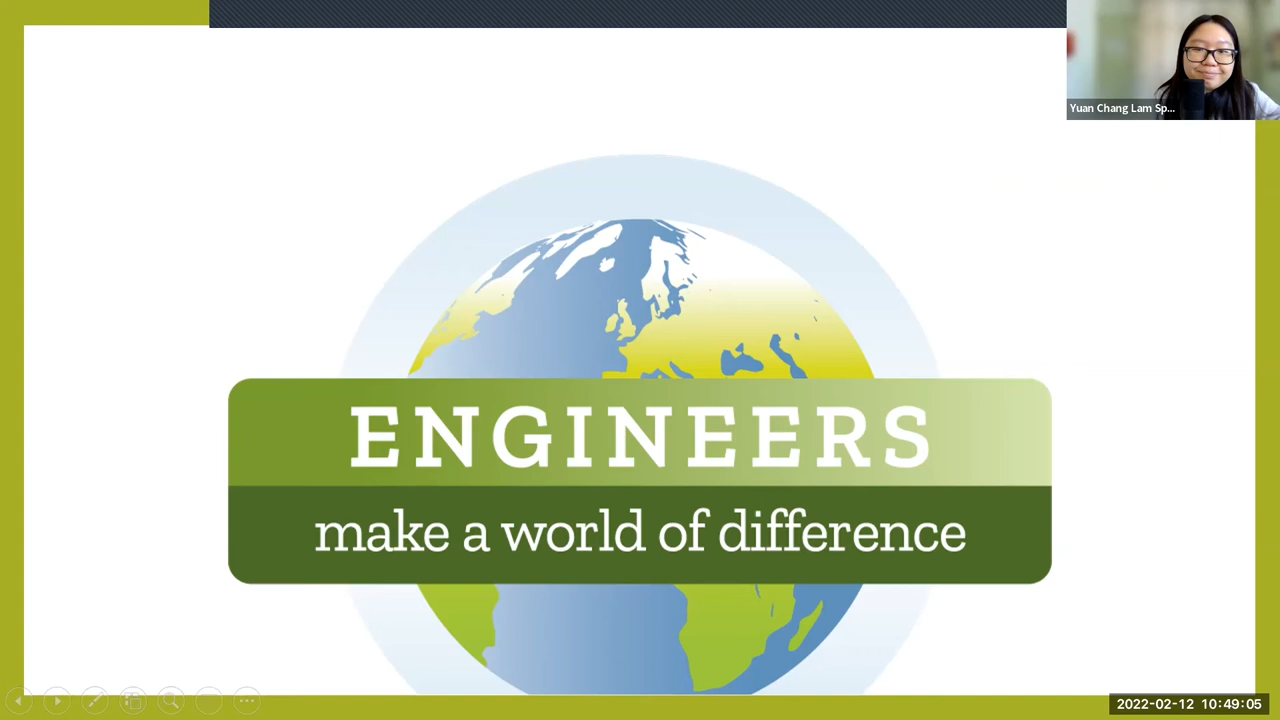 Yuan Chang Lam Sp...
ENGINEERS
make a world of difference
2022-02-12 10:49:05